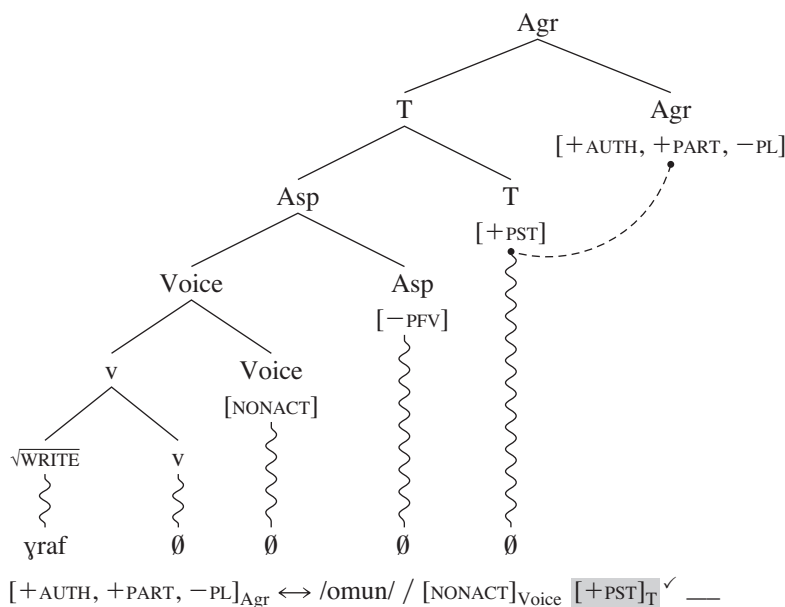 Agr
T Agr
[+AUTH, +PART, −PL]
Asp T
[+PST]
Voice Asp
[−PFV]
v Voice
[NONACT]
√WRITE v
ɣraf Ø Ø Ø Ø
[+AUTH, +PART, −PL]Agr ↔ /omun/ / [NONACT]Voice [+PST]T ✓ __